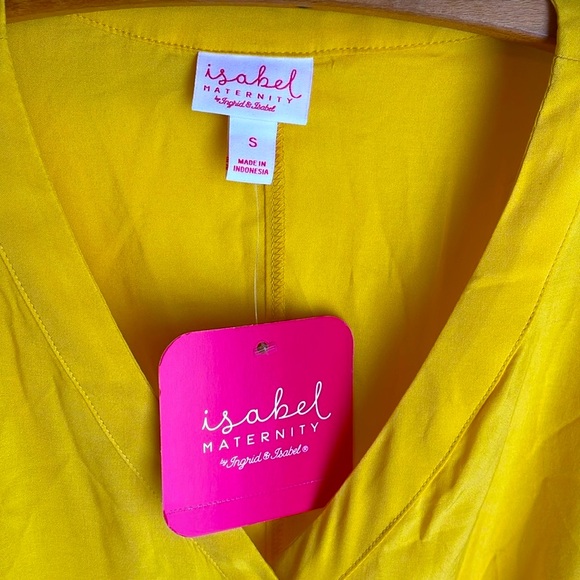 isabel
MATERNITY
by Ingrid & Isabel
S
MADE IN
INDONESIA
isabel
MATERNITY
by Ingrid & Isabel®